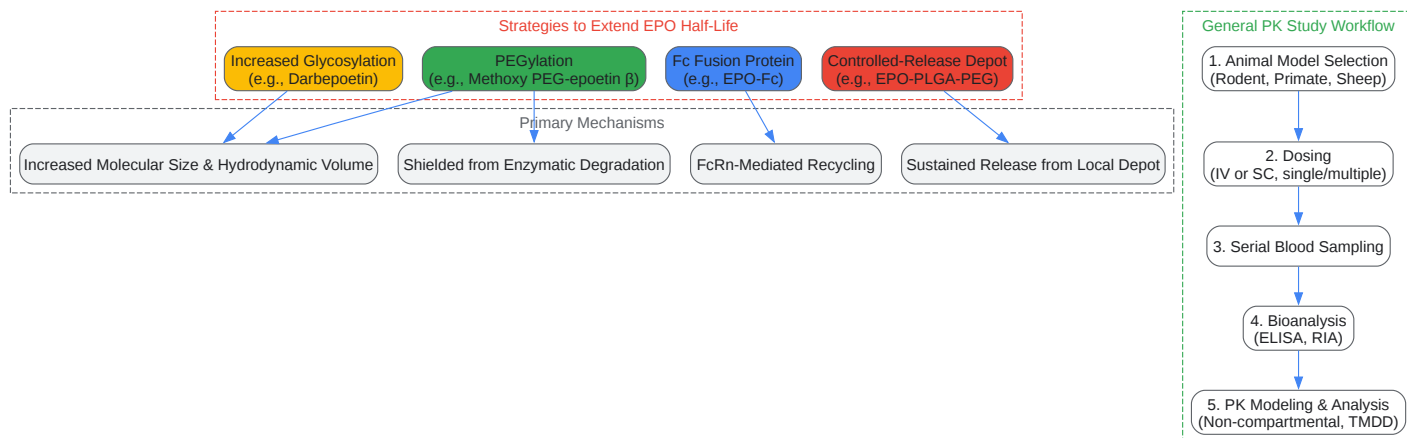 Strategies to Extend EPO Half-Life
Increased Glycosylation
(e.g., Darbepoetin)
PEGylation
(e.g., Methoxy PEG-epoetin β)
Fc Fusion Protein
(e.g., EPO-Fc)
Controlled-Release Depot
(e.g., EPO-PLGA-PEG)
Primary Mechanisms
Increased Molecular Size & Hydrodynamic Volume
Shielded from Enzymatic Degradation
FcRn-Mediated Recycling
Sustained Release from Local Depot
General PK Study Workflow
1. Animal Model Selection
(Rodent, Primate, Sheep)
2. Dosing
(IV or SC, single/multiple)
3. Serial Blood Sampling
4. Bioanalysis
(ELISA, RIA)
5. PK Modeling & Analysis
(Non-compartmental, TMDD)